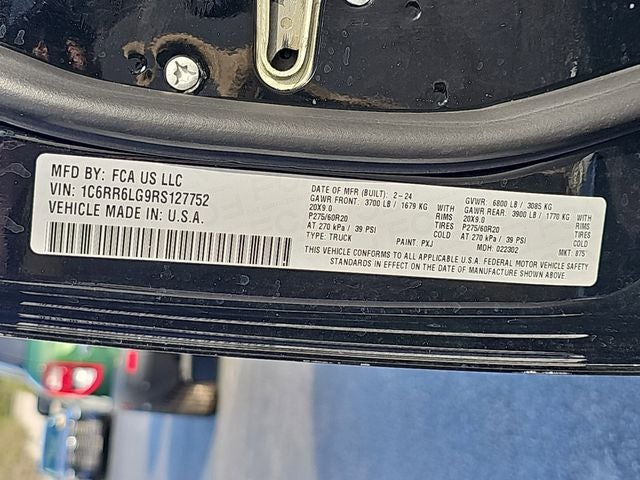 MFD BY: FCA US LLC
VIN: 1C6RR6LG9RS127752
VEHICLE MADE IN U.S.A.
DATE OF MFR (BUILT): 2-24 GVWR: 6800 LB / 3085 KG
GAWR FRONT: 3700 LB / 1679 KG WITH GAWR REAR: 3900 LB / 1770 KG WITH
20X9.0 RIMS 20X9.0 RIMS
P275/60R20 TIRES P275/60R20 TIRES
AT 270 kPa / 39 PSI COLD AT 270 kPa / 39 PSI COLD
TYPE: TRUCK PAINT: PXJ MDH: 022302 MKT: 875
THIS VEHICLE CONFORMS TO ALL APPLICABLE U.S.A. FEDERAL MOTOR VEHICLE SAFETY
STANDARDS IN EFFECT ON THE DATE OF MANUFACTURE SHOWN ABOVE.